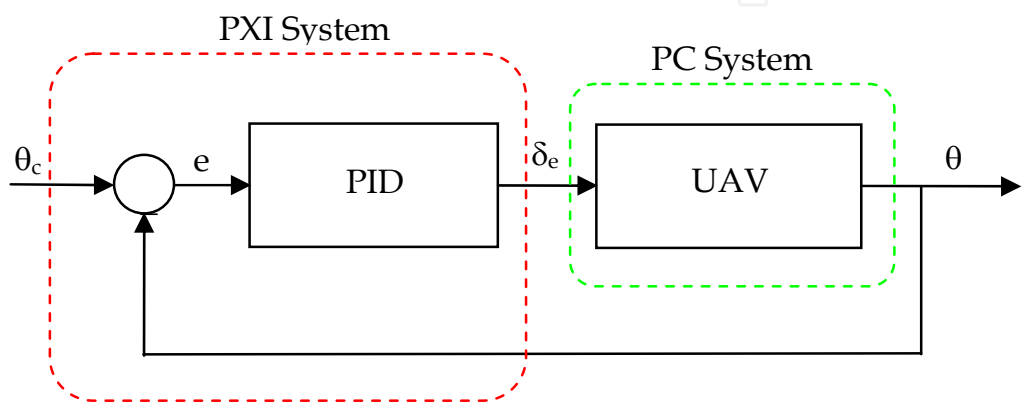 PXI System
PC System
θc
e
PID
δe
UAV
θ